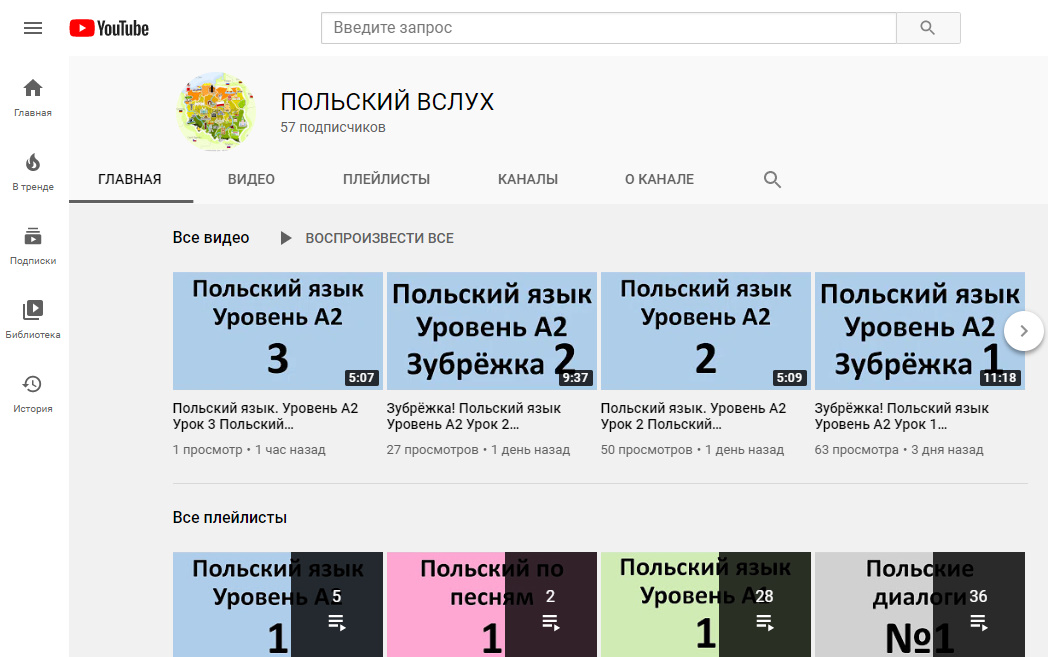 YouTube
Введите запрос
Главная
В тренде
Подписки
Библиотека
История
ПОЛЬСКИЙ ВСЛУХ
57 подписчиков
ГЛАВНАЯ ВИДЕО ПЛЕЙЛИСТЫ КАНАЛЫ О КАНАЛЕ
Все видео ВОСПРОИЗВЕСТИ ВСЕ
Польский язык
Уровень А2
3
5:07
Польский язык. Уровень А2
Урок 3 Польский...
1 просмотр • 1 час назад
Польский язык
Уровень А2
Зубрёжка 2
9:37
Зубрёжка! Польский язык
Уровень А2 Урок 2...
27 просмотров • 1 день назад
Польский язык
Уровень А2
2
5:09
Польский язык. Уровень А2
Урок 2 Польский...
50 просмотров • 1 день назад
Польский язык
Уровень А2
Зубрёжка 1
11:18
Зубрёжка! Польский язык
Уровень А2 Урок 1...
63 просмотра • 3 дня назад
Все плейлисты
Польский язык
Уровень А2
1
5
Польский по
песням
1
2
Польский язык
Уровень А2
1
28
Польские
диалоги
№1
36